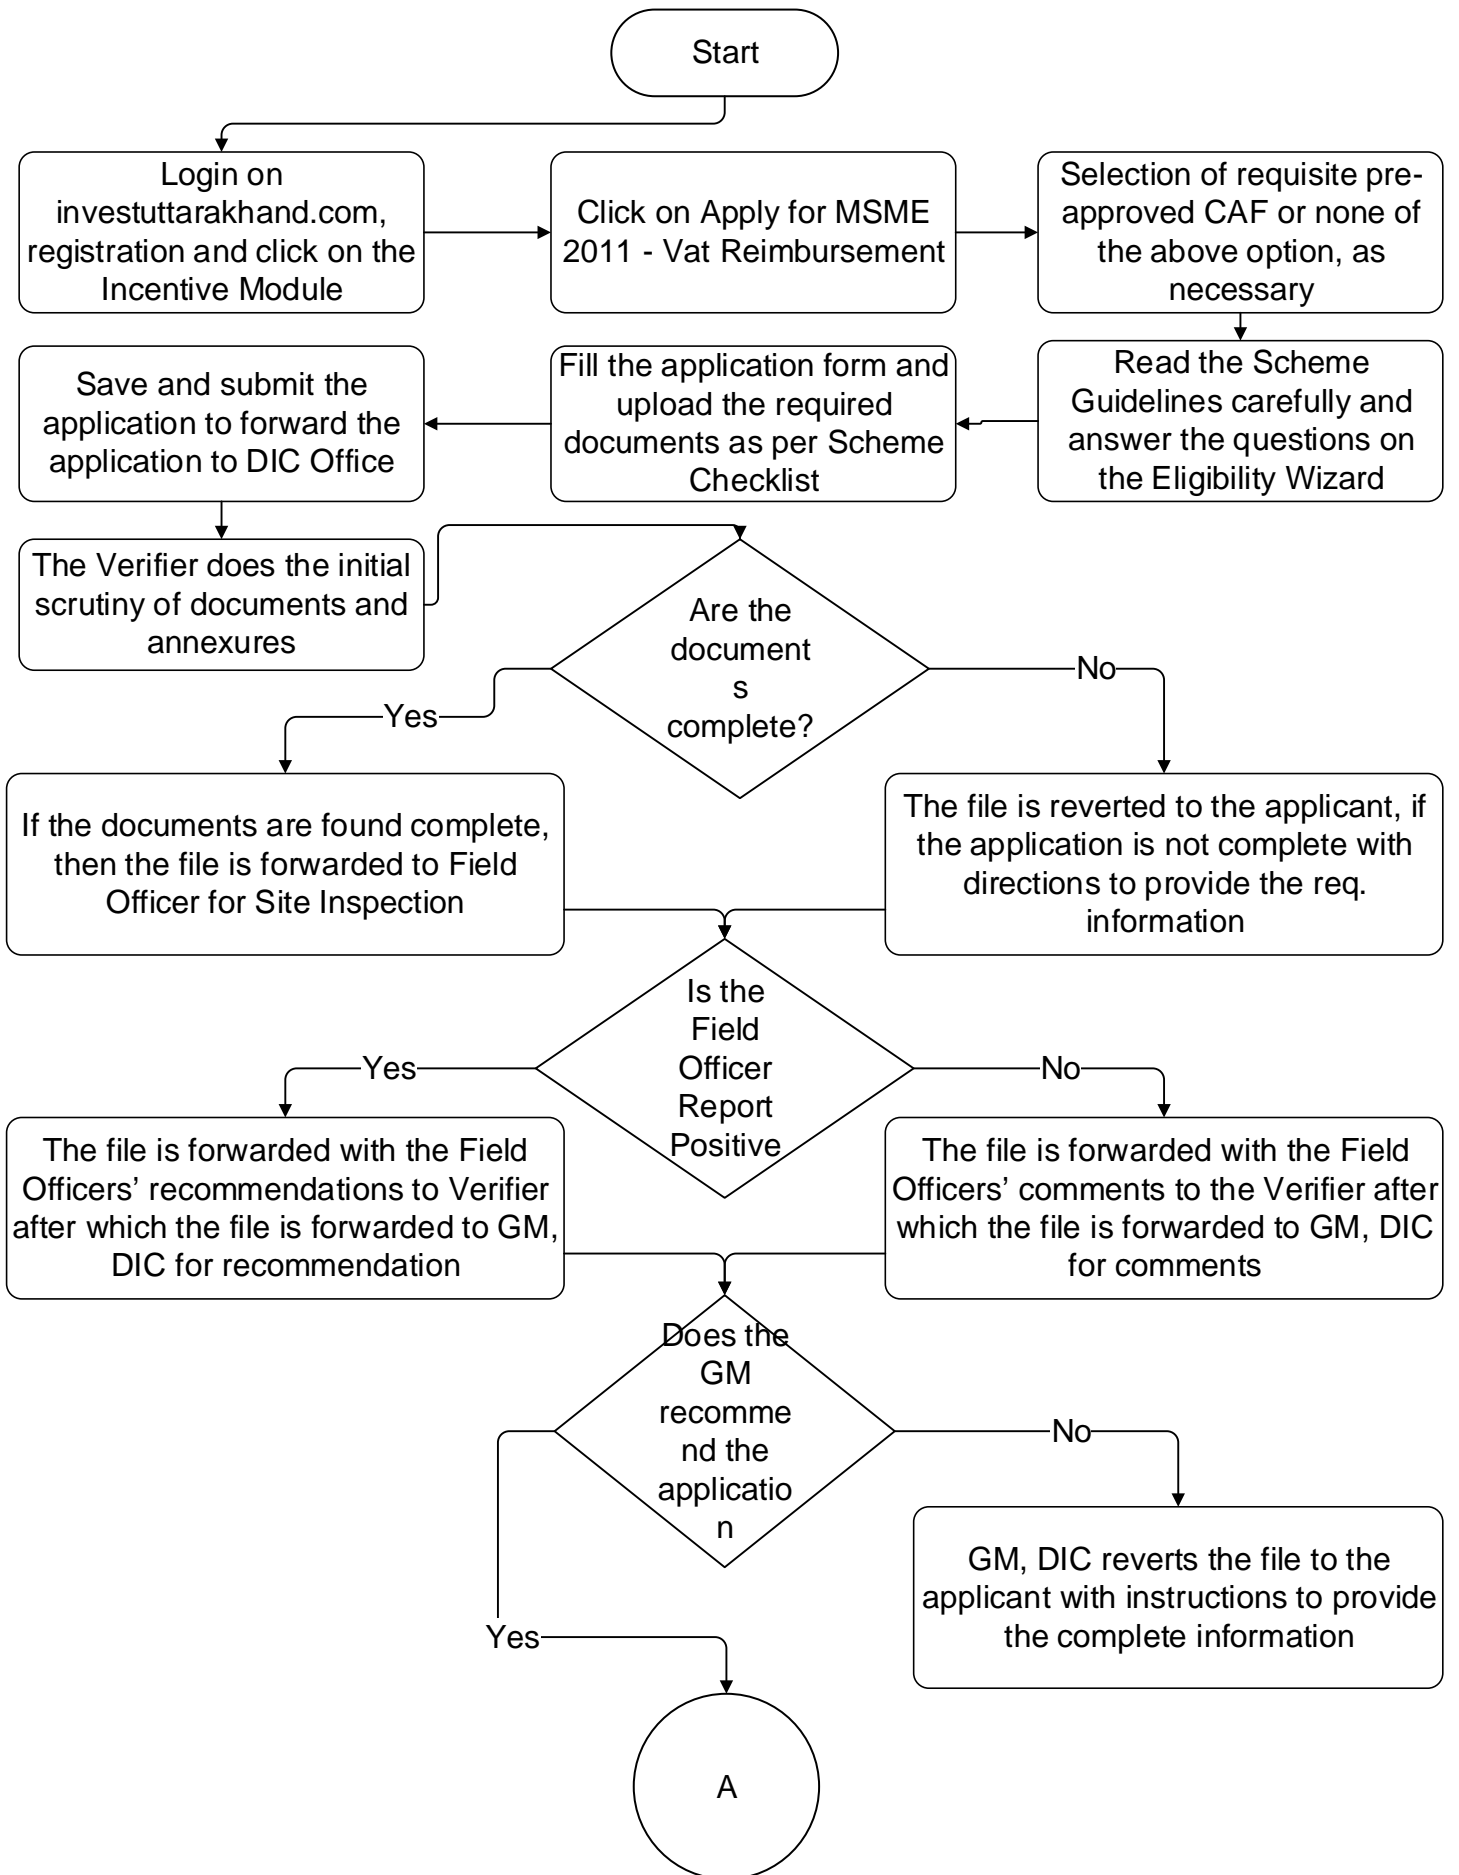 Start
Login on
investuttarakhand.com,
registration and click on the
Incentive Module
Click on Apply for MSME
2011 - Vat Reimbursement
Selection of requisite pre-
approved CAF or none of
the above option, as
necessary
Read the Scheme
Guidelines carefully and
answer the questions on
the Eligibility Wizard
Fill the application form and
upload the required
documents as per Scheme
Checklist
Save and submit the
application to forward the
application to DIC Office
The Verifier does the initial
scrutiny of documents and
annexures
Are the
document
s
complete?
Yes
No
If the documents are found complete,
then the file is forwarded to Field
Officer for Site Inspection
The file is reverted to the applicant, if
the application is not complete with
directions to provide the req.
information
Is the
Field
Officer
Report
Positive
Yes
No
The file is forwarded with the Field
Officers’ recommendations to Verifier
after which the file is forwarded to GM,
DIC for recommendation
The file is forwarded with the Field
Officers’ comments to the Verifier after
which the file is forwarded to GM, DIC
for comments
Does the
GM
recomme
nd the
applicatio
n
No
Yes
GM, DIC reverts the file to the
applicant with instructions to provide
the complete information
A